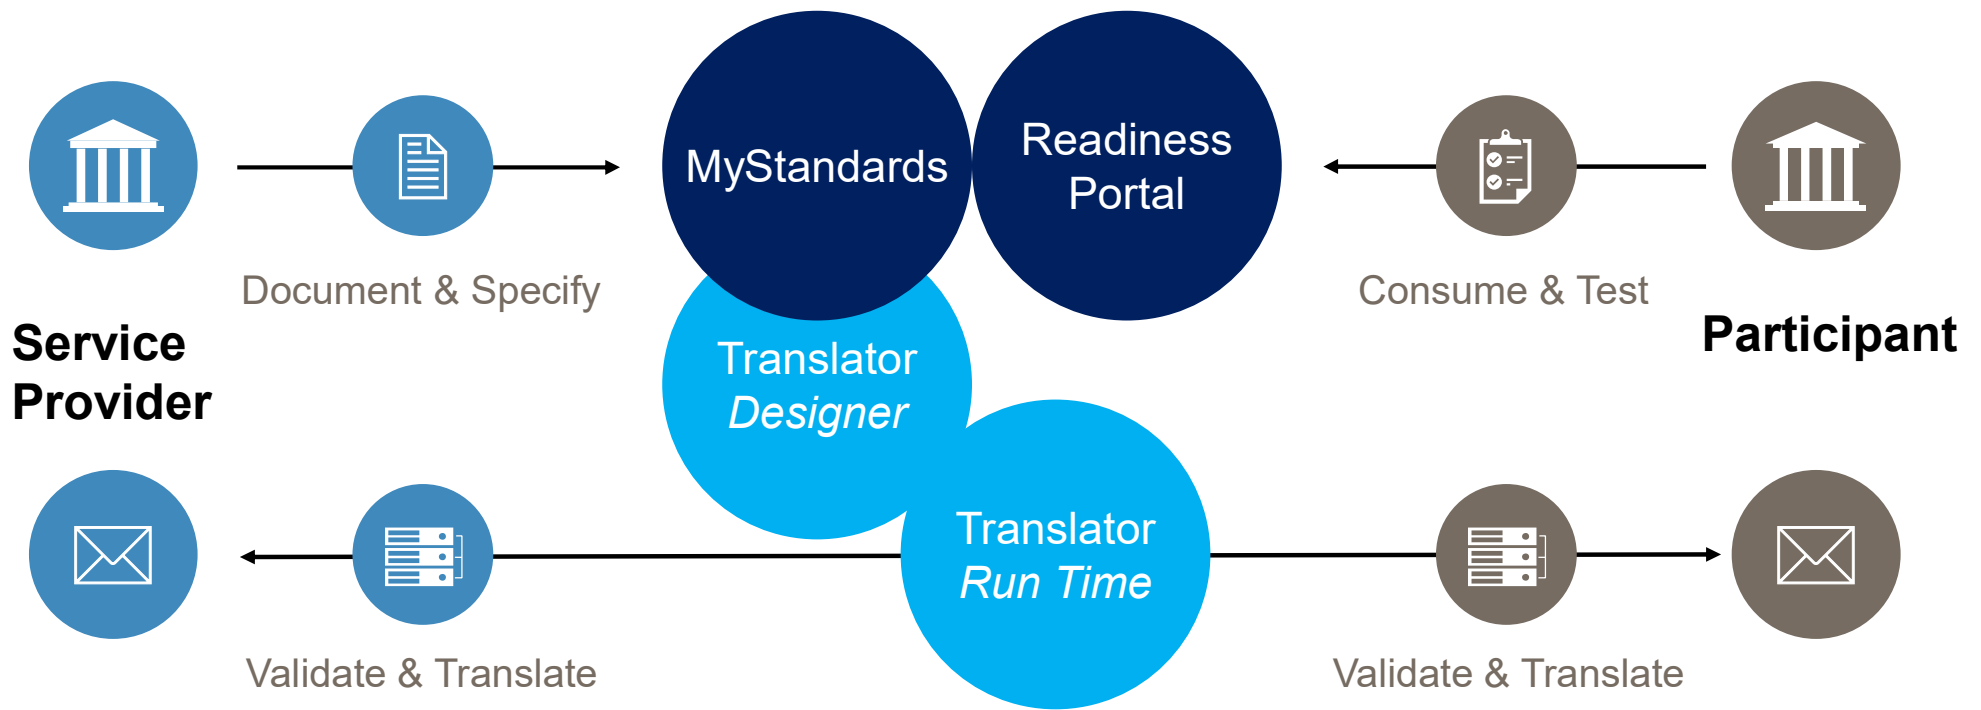 MyStandards
Readiness
Portal
Document & Specify
Consume & Test
Service
Provider
Participant
Translator
Designer
Translator
Run Time
Validate & Translate
Validate & Translate